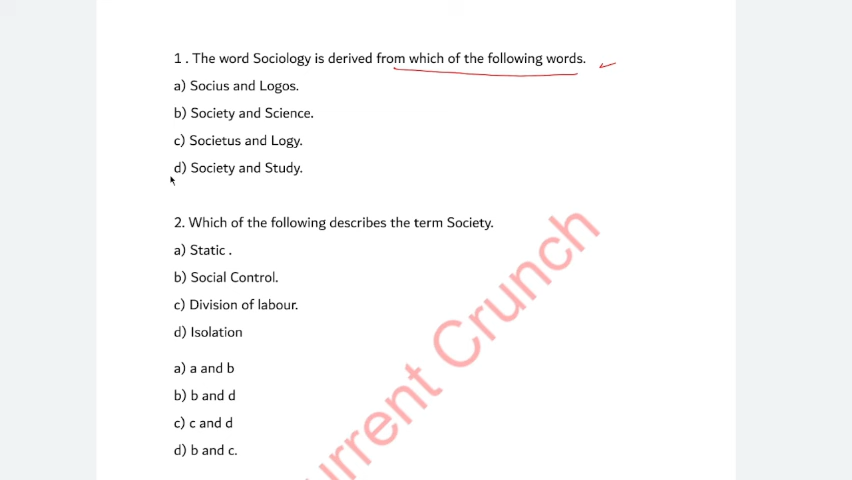 1 . The word Sociology is derived from which of the following words.
a) Socius and Logos.
b) Society and Science.
c) Societus and Logy.
d) Society and Study.
2. Which of the following describes the term Society.
a) Static .
b) Social Control.
c) Division of labour.
d) Isolation
a) a and b
b) b and d
c) c and d
d) b and c.
urrent Crunch